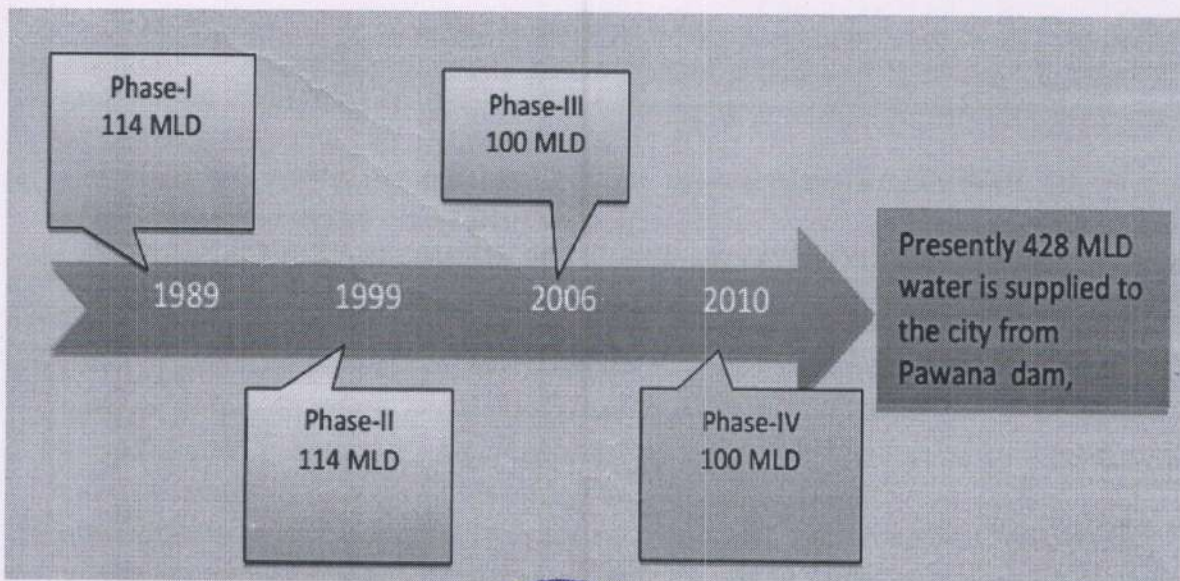 Phase-I
114 MLD
Phase-III
100 MLD
1989
1999
2006
2010
Phase-II
114 MLD
Phase-IV
100 MLD
Presently 428 MLD
water is supplied to
the city from
Pawana dam,